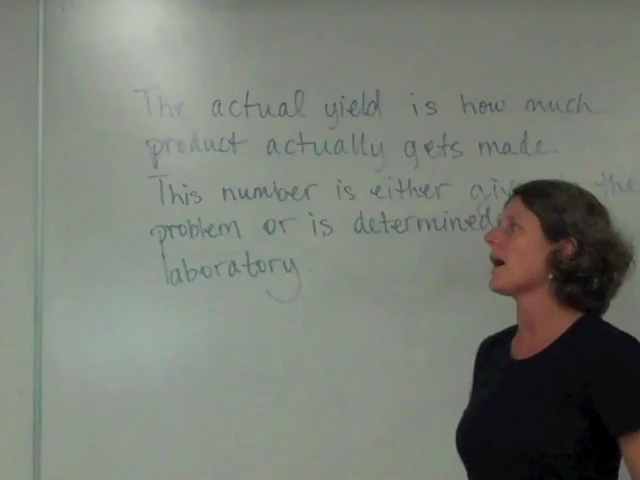 The actual yield is how much
product actually gets made.
This number is either the
problem or is determined
laboratory.